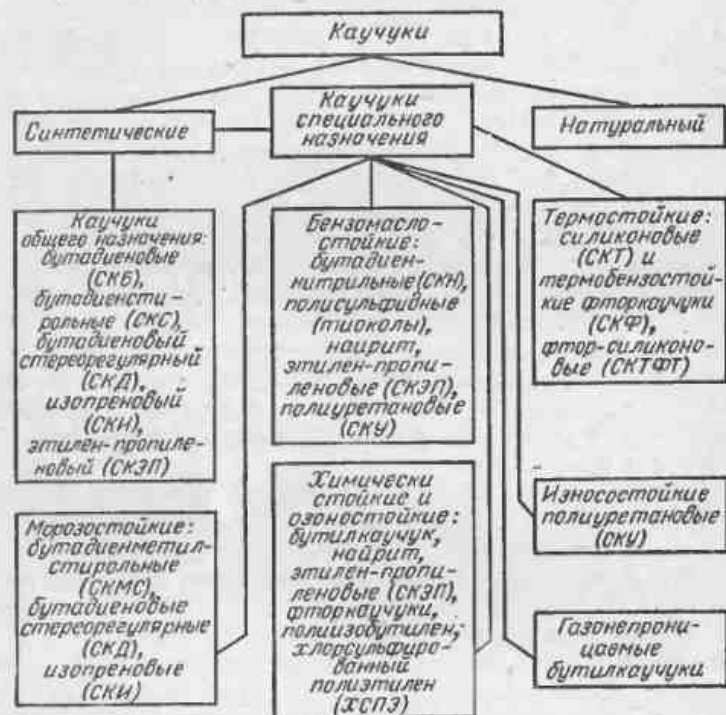 Каучуки
Синтетические
Каучуки
специального
назначения
Натуральный
Каучуки
общего назначения:
бутадиеновые
(СКБ),
бутадиенсти-
рольные (СКС),
бутадиеновый
стереорегулярный
(СКД),
изопреновый
(СКИ),
этилен-пропиле-
новый (СКЭП)
Бензомасло-
стойкие:
бутадиен-
нитрильные (СКН),
полисульфидные
(тиоколы),
наирит,
этилен-пропи-
леновые (СКЭП),
полиуретановые
(СКУ)
Термостойкие:
силиконовые
(СКТ) и
термобензостой-
кие фторкаучуки
(СКФ),
фтор-силиконо-
вые (СКТФТ)
Морозостойкие:
бутадиенметил-
стирольные
(СКМС),
бутадиеновые
стереорегулярные
(СКД),
изопреновые
(СКИ)
Химически
стойкие и
озоностойкие:
бутилкаучук,
найрит,
этилен-пропи-
леновые (СКЭП),
фторкаучуки,
полиизобутилен,
хлорсульфиро-
ванный
полиэтилен
(ХСПЭ)
Износостойкие
полиуретановые
(СКУ)
Газонепрони-
цаемые
бутилкаучуки